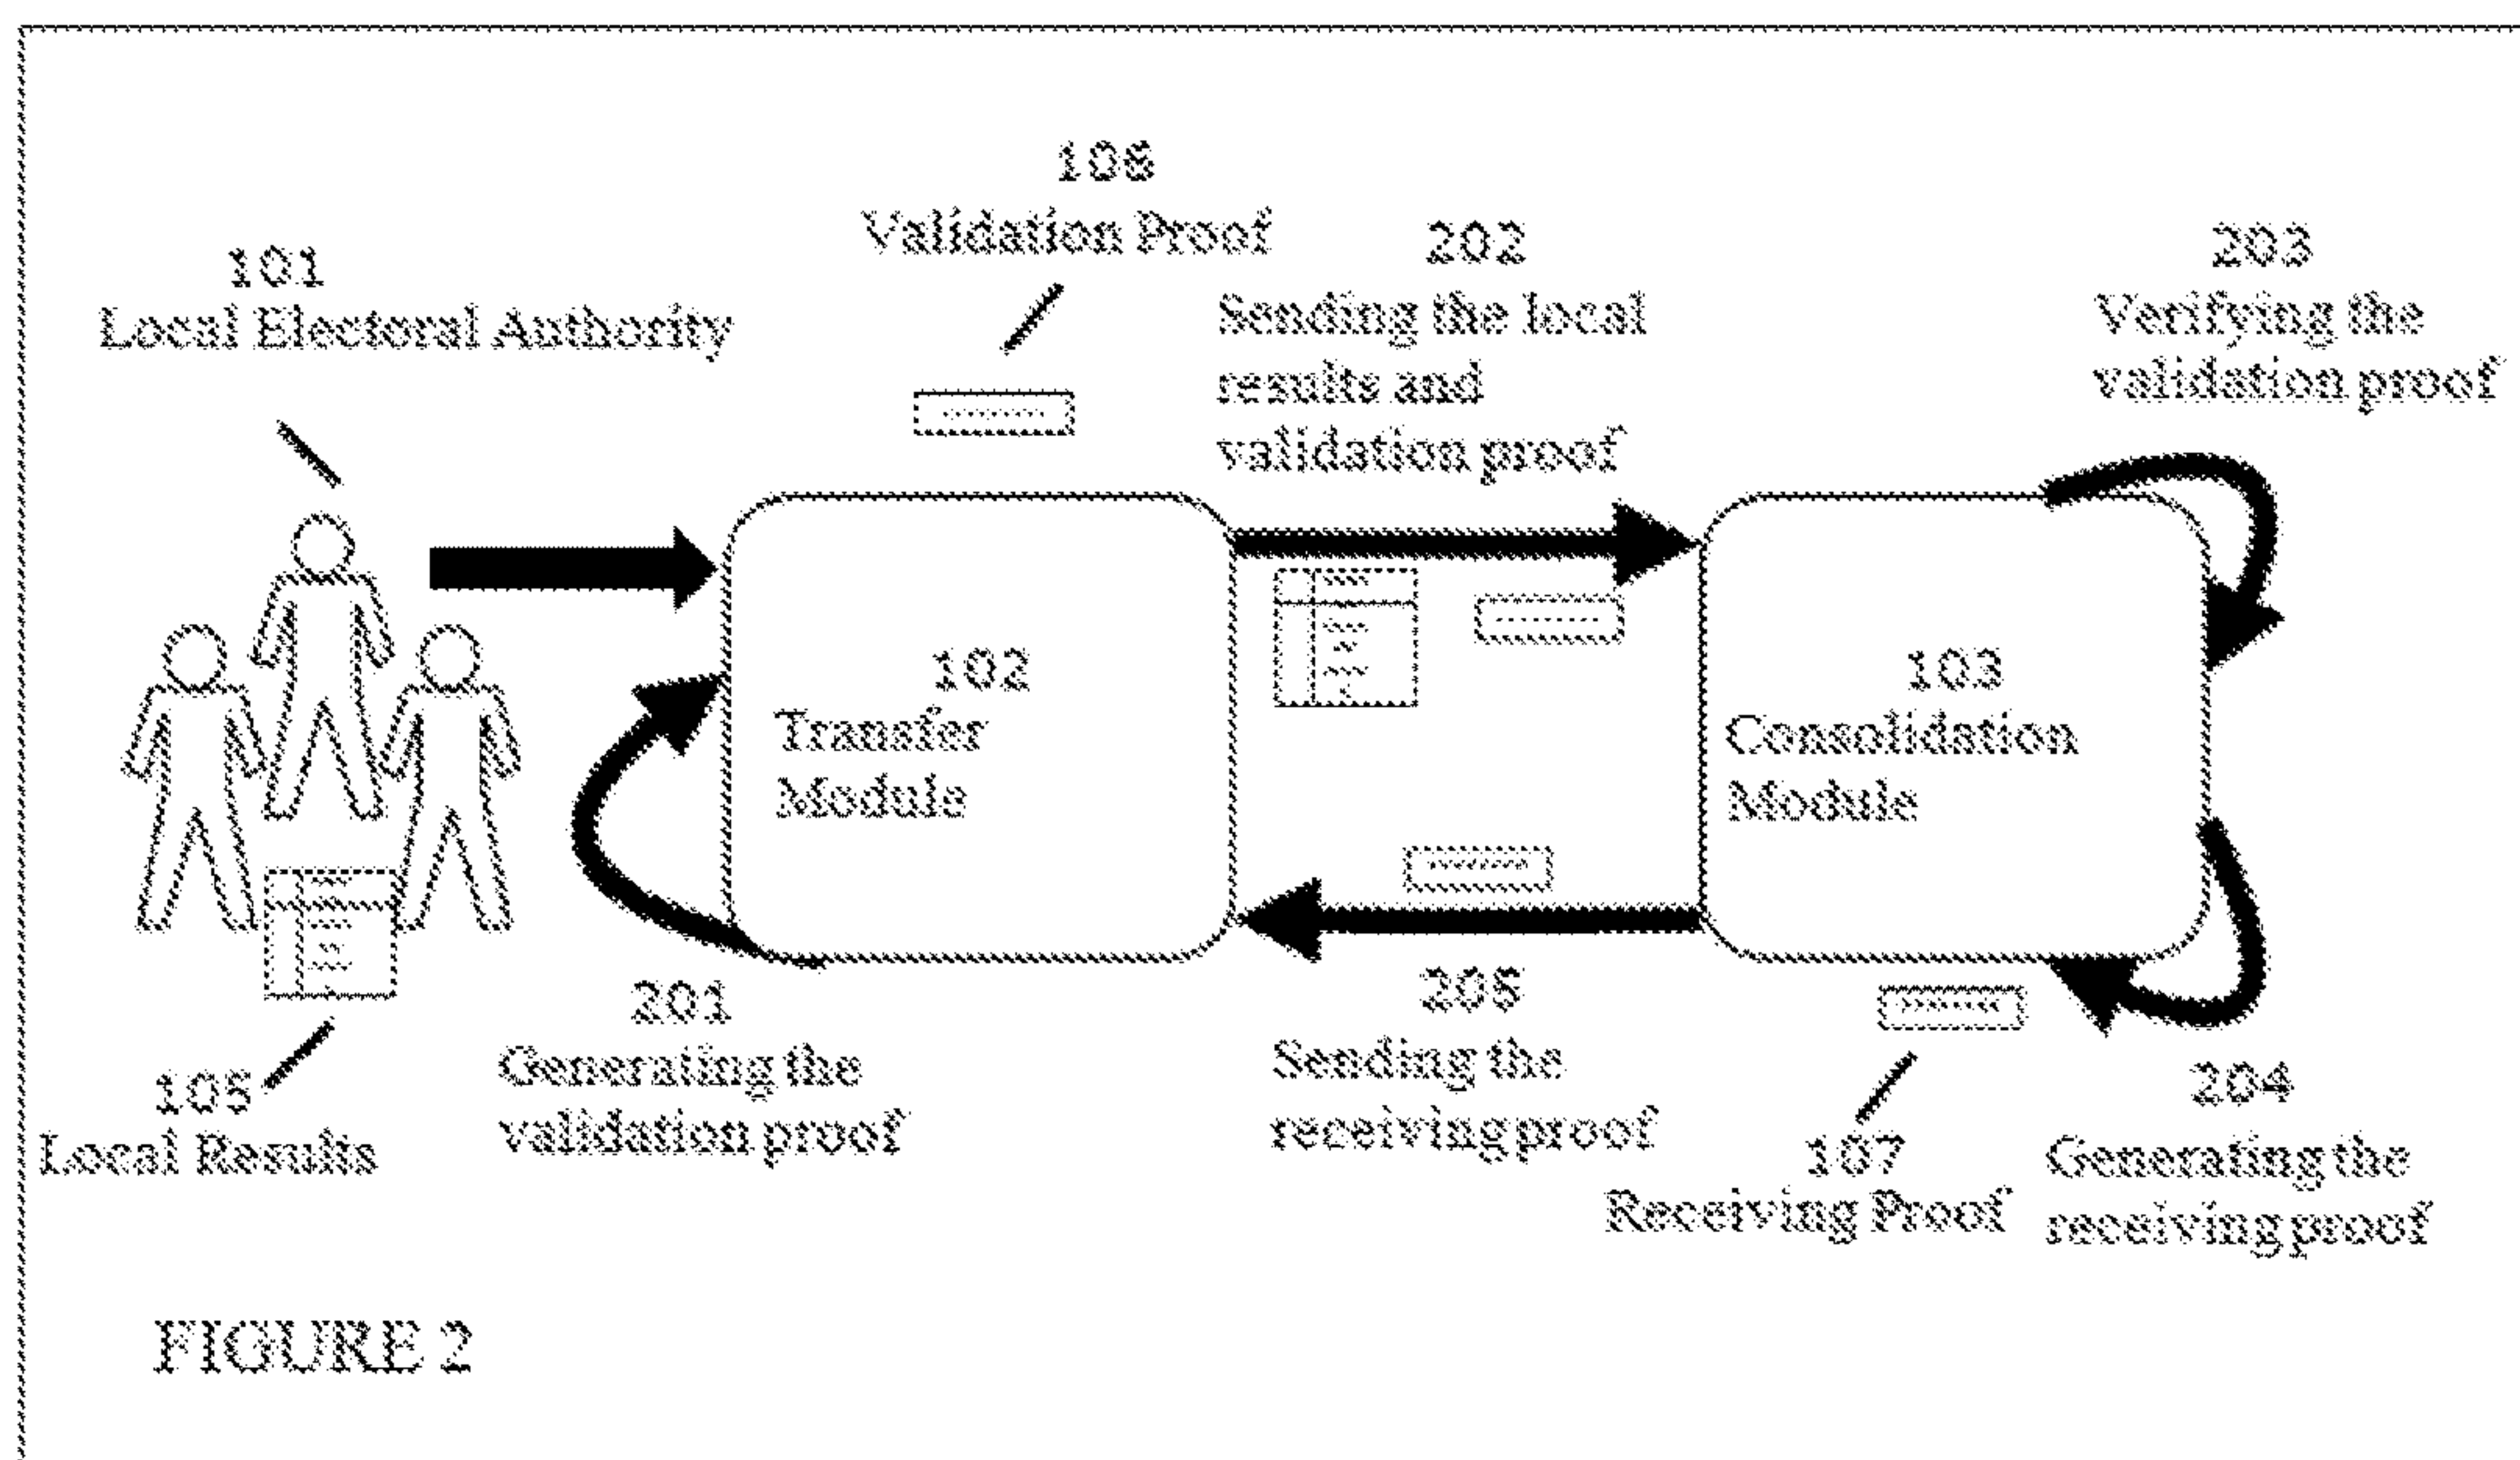 106
Validation Proof
101
Local Electoral Authority
202
Sending the local
results and
validation proof
203
Verifying the
validation proof
102
Transfer
Module
103
Consolidation
Module
201
Generating the
validation proof
205
Sending the
receiving proof
105
Local Results
107
Receiving Proof
204
Generating the
receiving proof
FIGURE 2